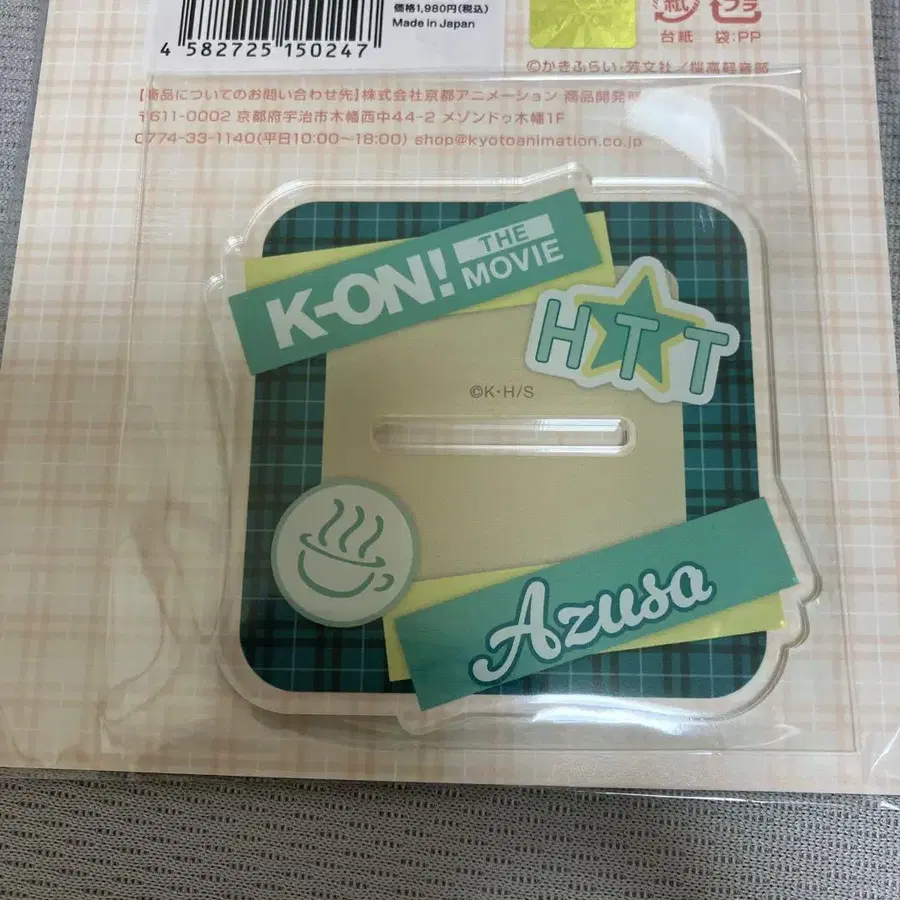 価格1,980円(税込)
Made in Japan
4 582725 150247
紙 プラ
台紙 袋:PP
©かきふらい・芳文社/桜高軽音部
【商品についてのお問い合わせ先】株式会社京都アニメーション 商品開発部
〒611-0002 京都府宇治市木幡西中44-2 メゾンドゥ木幡1F
0774-33-1140(平日10:00~18:00) shop@kyotoanimation.co.jp
K-ON! THE MOVIE
HTT
©K・H/S
Azusa